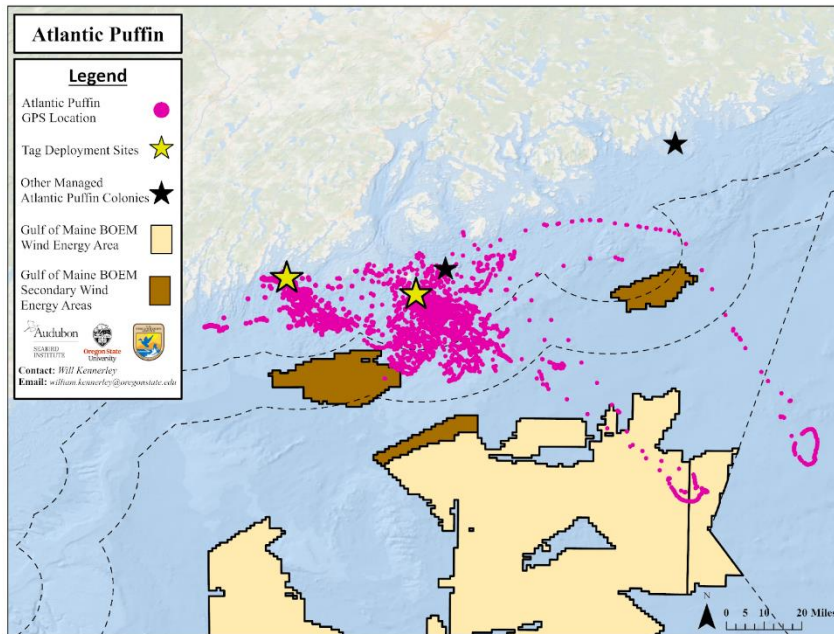 Atlantic Puffin
Legend
Atlantic Puffin
GPS Location
Tag Deployment Sites
Other Managed
Atlantic Puffin Colonies
Gulf of Maine BOEM
Wind Energy Area
Gulf of Maine BOEM
Secondary Wind
Energy Areas
Audubon
SEABIRD
INSTITUTE
Oregon State
University
Contact: Will Kennerley
Email: william.kennerley@oregonstate.edu
N
0 5 10 20 Miles